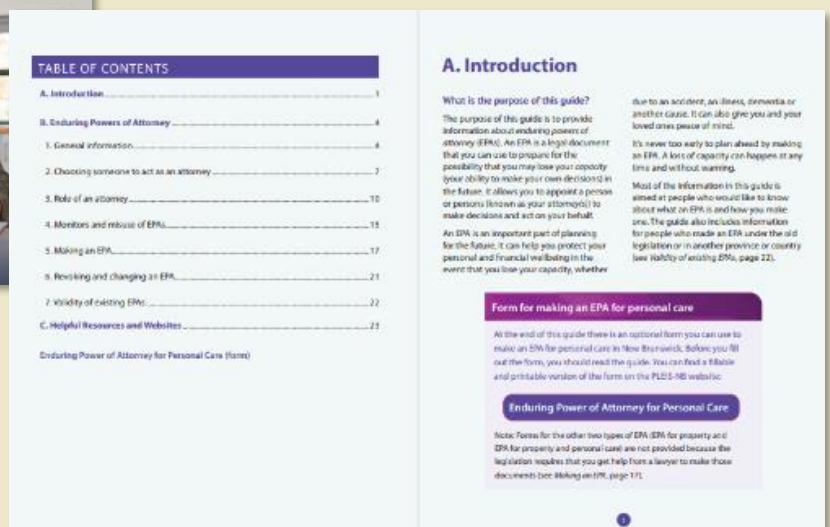 TABLE OF CONTENTS
A. Introduction 1
B. Enduring Powers of Attorney 4
1. General information 4
2. Choosing someone to act as an attorney 7
3. Role of an attorney 10
4. Monitors and misuse of EPAs 15
5. Making an EPA 17
6. Revoking and changing an EPA 21
7. Validity of existing EPAs 22
C. Helpful Resources and Websites 23
Enduring Power of Attorney for Personal Care (form)
A. Introduction
What is the purpose of this guide?
The purpose of this guide is to provide
information about enduring powers of
attorney (EPAs). An EPA is a legal document
that you can use to prepare for the
possibility that you may lose your capacity
(your ability to make your own decisions) in
the future. It allows you to appoint a person
or persons (known as your attorney(s)) to
make decisions and act on your behalf.
An EPA is an important part of planning
for the future. It can help you protect your
personal and financial wellbeing in the
event that you lose your capacity, whether
due to an accident, an illness, dementia or
another cause. It can also give you and your
loved ones peace of mind.
It's never too early to plan ahead by making
an EPA. A loss of capacity can happen at any
time and without warning.
Most of the information in this guide is
aimed at people who would like to know
about what an EPA is and how you make
one. The guide also includes information
for people who made an EPA under the old
legislation or in another province or country
(see Validity of existing EPAs, page 22).
Form for making an EPA for personal care
At the end of this guide there is an optional form you can use to
make an EPA for personal care in New Brunswick. Before you fill
out the form, you should read the guide. You can find a fillable
and printable version of the form on the PLEIS-NB website:
Enduring Power of Attorney for Personal Care
Note: Forms for the other two types of EPA (EPA for property and
EPA for property and personal care) are not provided because the
legislation requires that you get help from a lawyer to make those
documents (see Making an EPA, page 17).
1